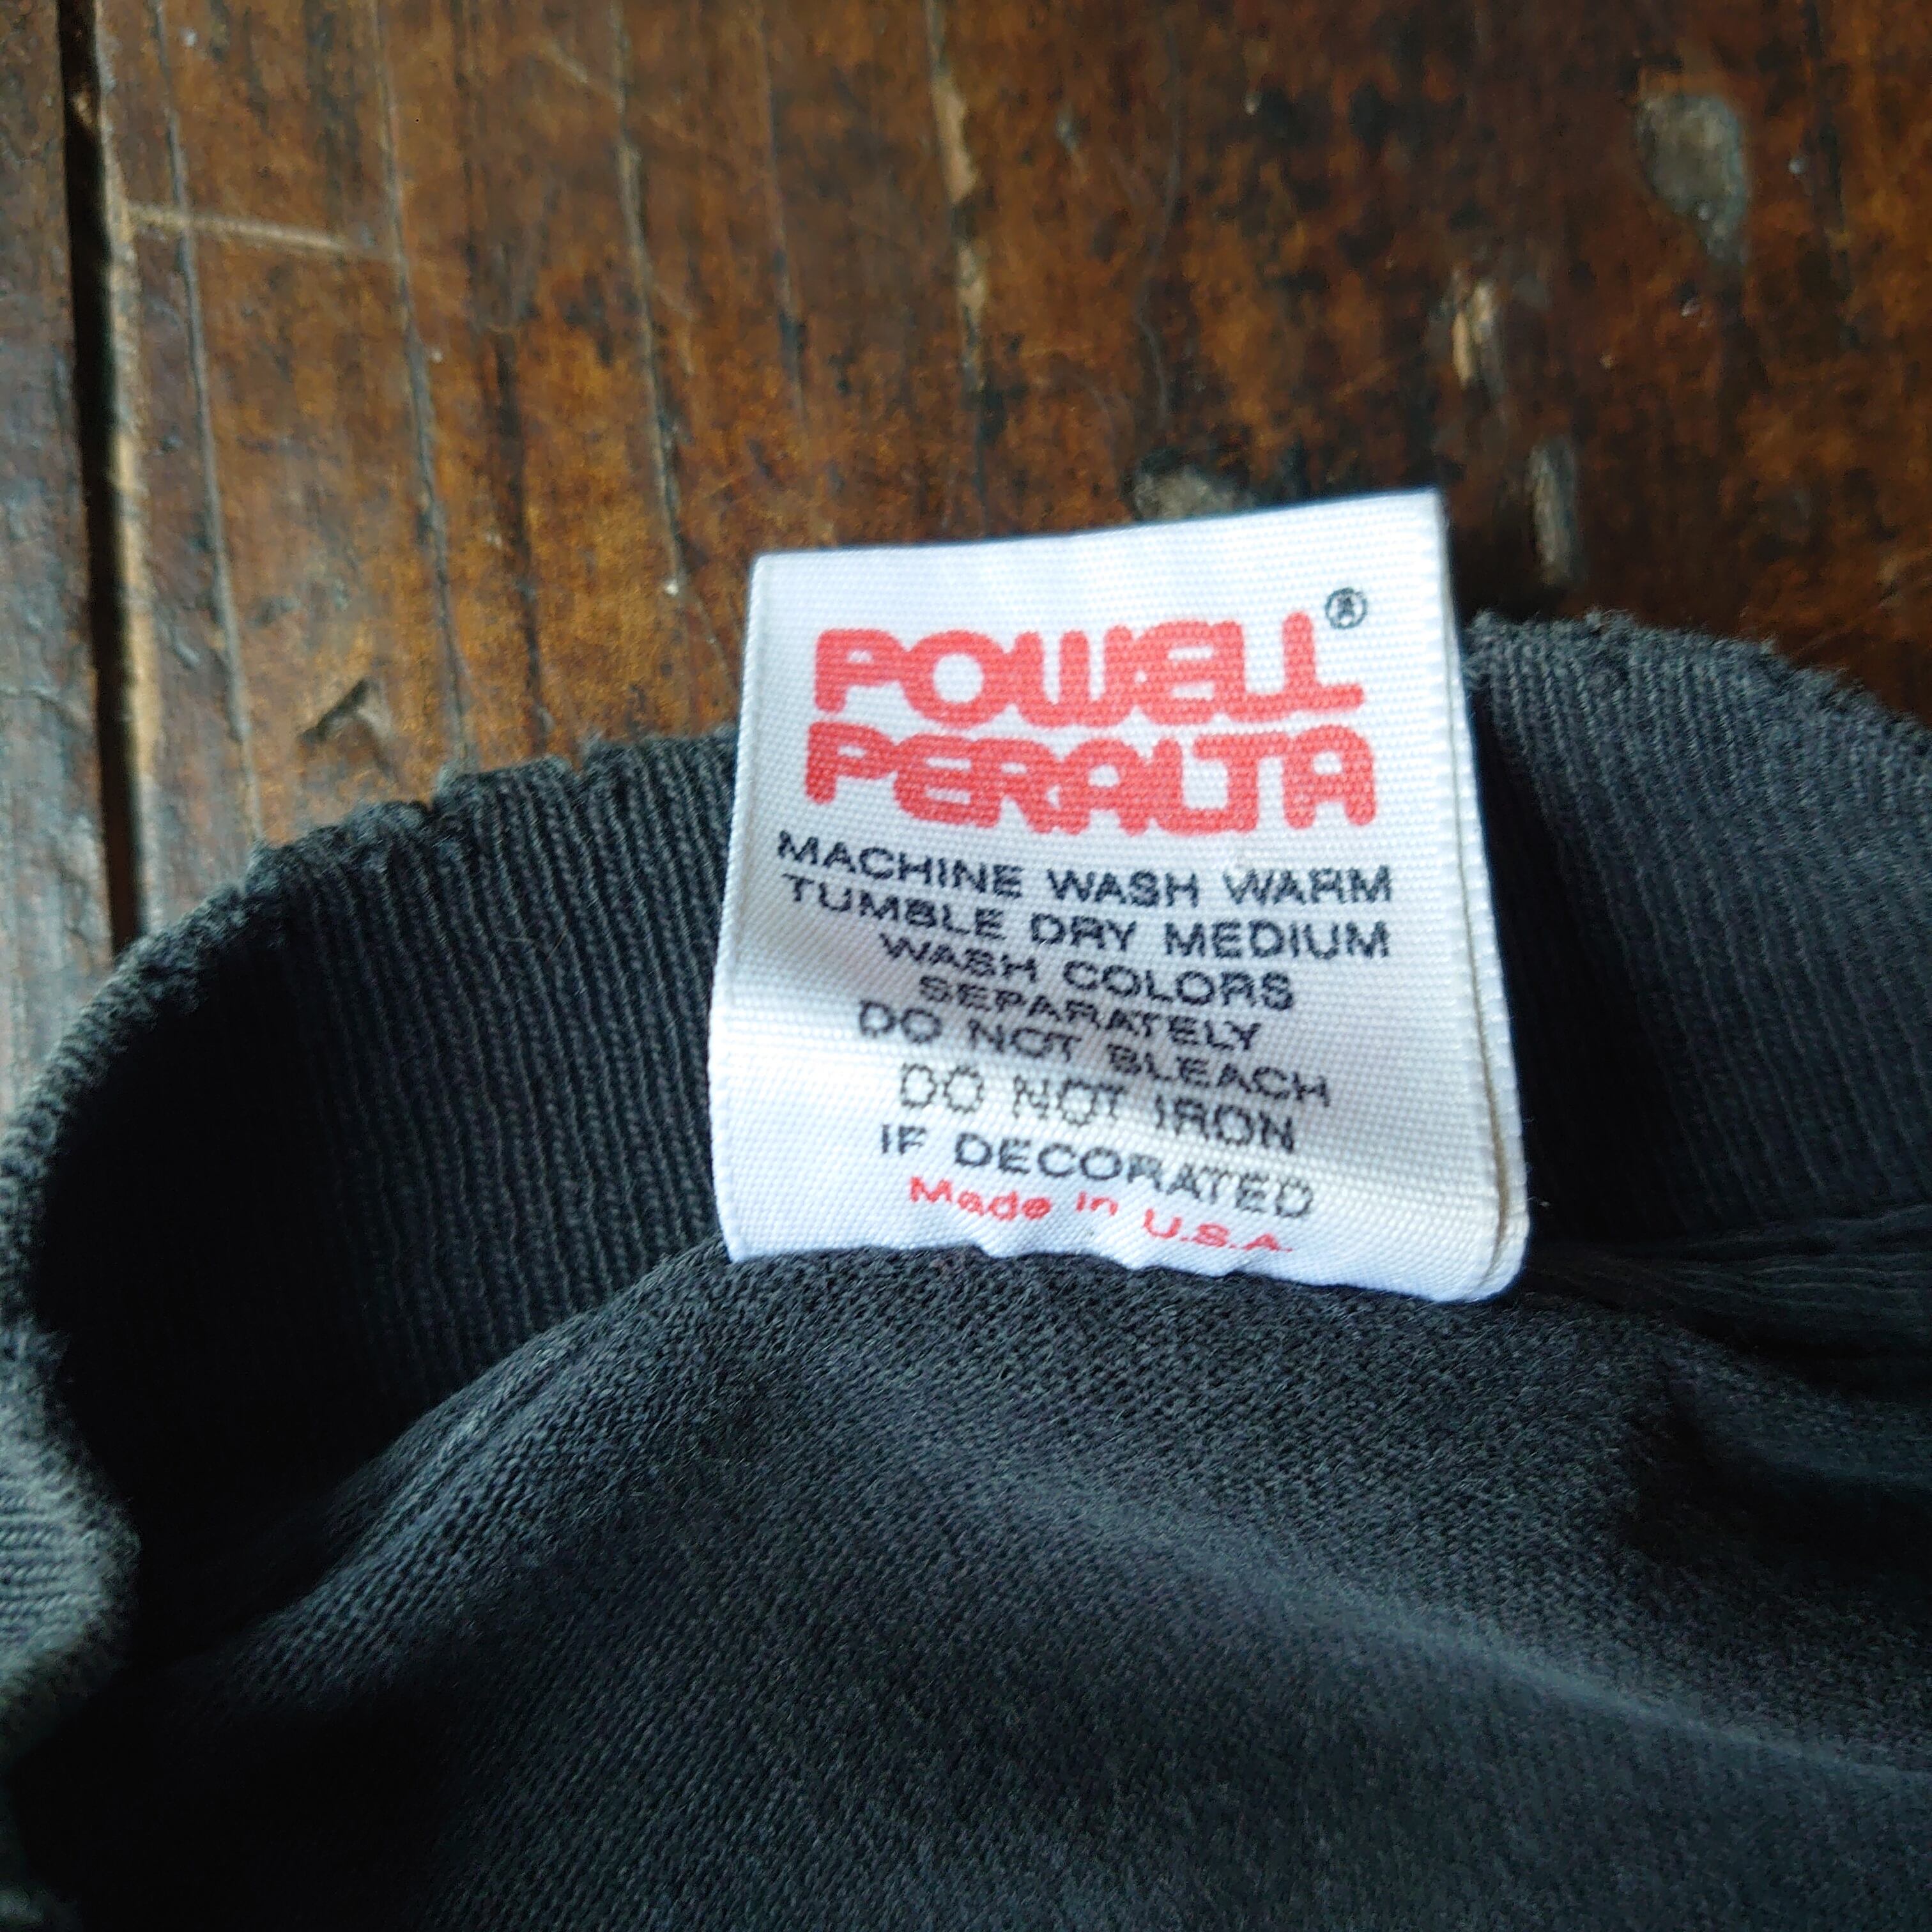 POWELL®
PERALTA
MACHINE WASH WARM
TUMBLE DRY MEDIUM
WASH COLORS
SEPARATELY
DO NOT BLEACH
DO NOT IRON
IF DECORATED
Made in U.S.A.